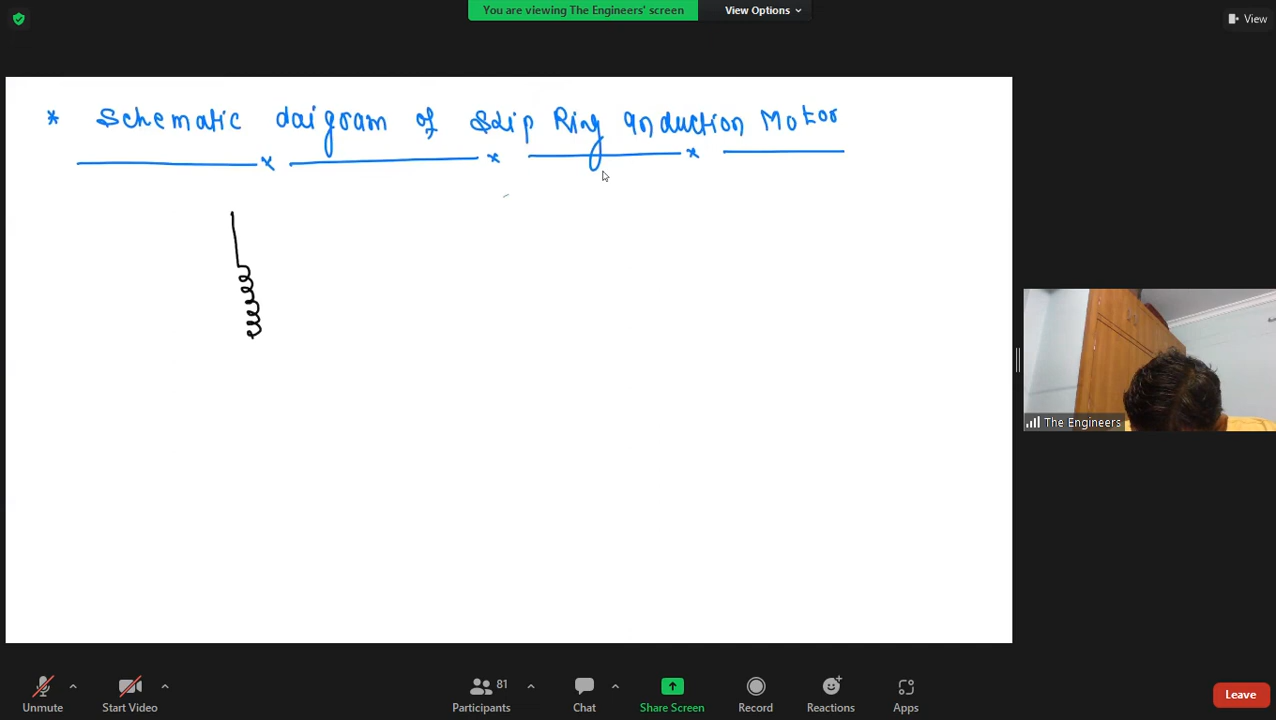 You are viewing The Engineers' screen
View Options
View
* Schematic daigram of Slip Ring Induction Motor
The Engineers
Unmute
Start Video
81
Participants
Chat
Share Screen
Record
Reactions
Apps
Leave